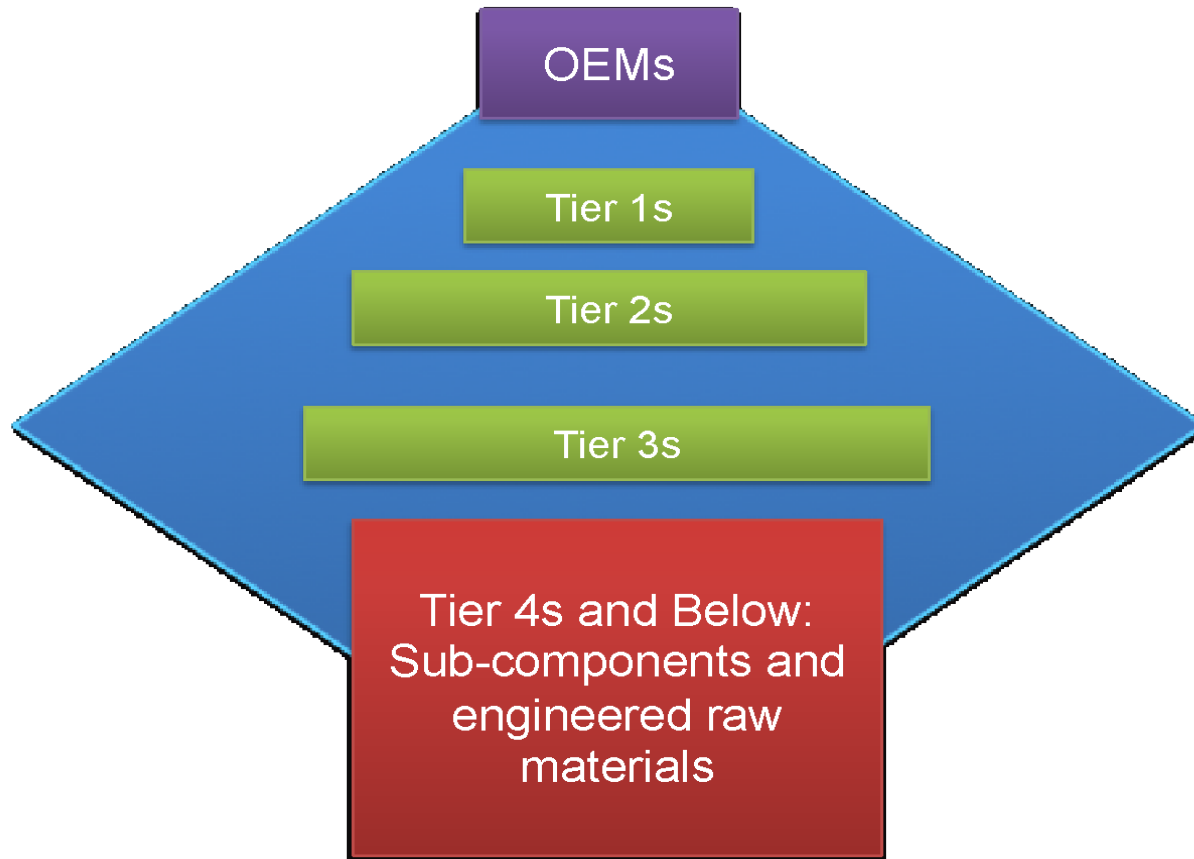 OEMs
Tier 1s
Tier 2s
Tier 3s
Tier 4s and Below:
Sub-components and
engineered raw
materials